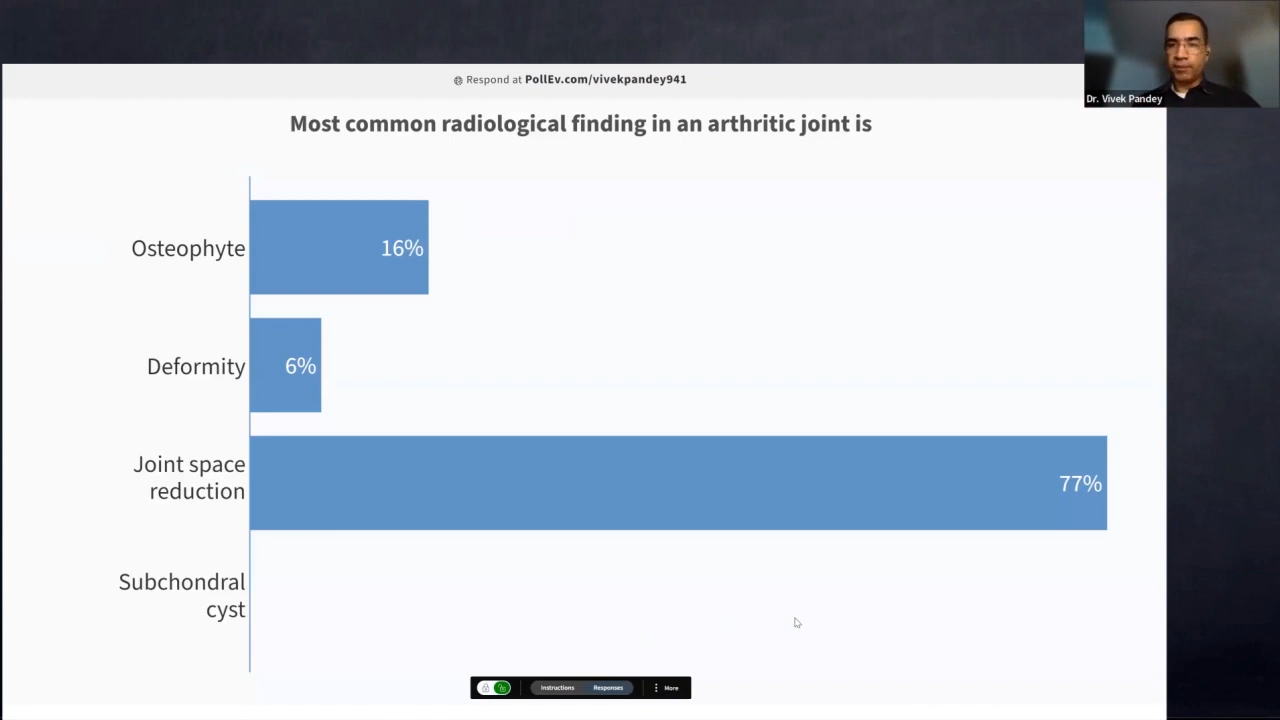 Respond at PollEv.com/vivekpandey941
Dr. Vivek Pandey
Most common radiological finding in an arthritic joint is
Osteophyte
16%
Deformity
6%
Joint space
reduction
77%
Subchondral
cyst
Instructions
Responses
More